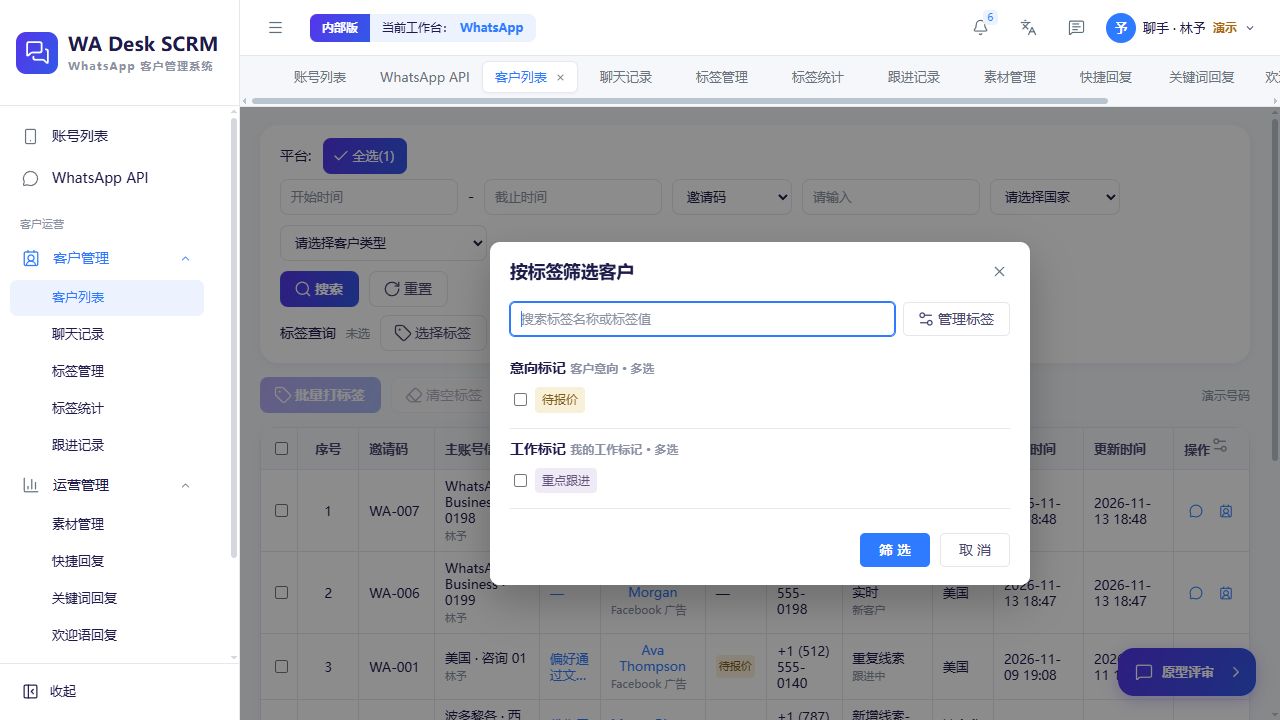 WA Desk SCRM
WhatsApp 客户管理系统
内部版 当前工作台： WhatsApp
6
予 聊手 · 林予 演示
账号列表 WhatsApp API 客户列表 × 聊天记录 标签管理 标签统计 跟进记录 素材管理 快捷回复 关键词回复
账号列表
WhatsApp API
客户运营
客户管理
客户列表
聊天记录
标签管理
标签统计
跟进记录
运营管理
素材管理
快捷回复
关键词回复
欢迎语回复
收起
平台: 全选(1)
开始时间 - 截止时间 邀请码 请输入 请选择国家
请选择客户类型
搜索 重置
标签查询 未选 选择标签
批量打标签 清空标签 演示号码
按标签筛选客户
搜索标签名称或标签值 管理标签
意向标记 客户意向 • 多选
待报价
工作标记 我的工作标记 • 多选
重点跟进
筛 选 取 消
序号 邀请码 时间 更新时间 操作
1 WA-007
Business
0198
林予
2026-11-
13 18:48
2 WA-006
Business
0199
林予
—
Morgan
Facebook 广告
—
555-
0198
实时
新客户
美国
2026-11-
13 18:47
2026-11-
13 18:47
3 WA-001
美国 · 咨询 01
林予
偏好通
过文...
Ava
Thompson
Facebook 广告
待报价
+1 (512)
555-
0140
重复线索
跟进中
美国
2026-11-
09 19:08
原型评审
波多黎各 · 西
+1 (787)
新增线索-